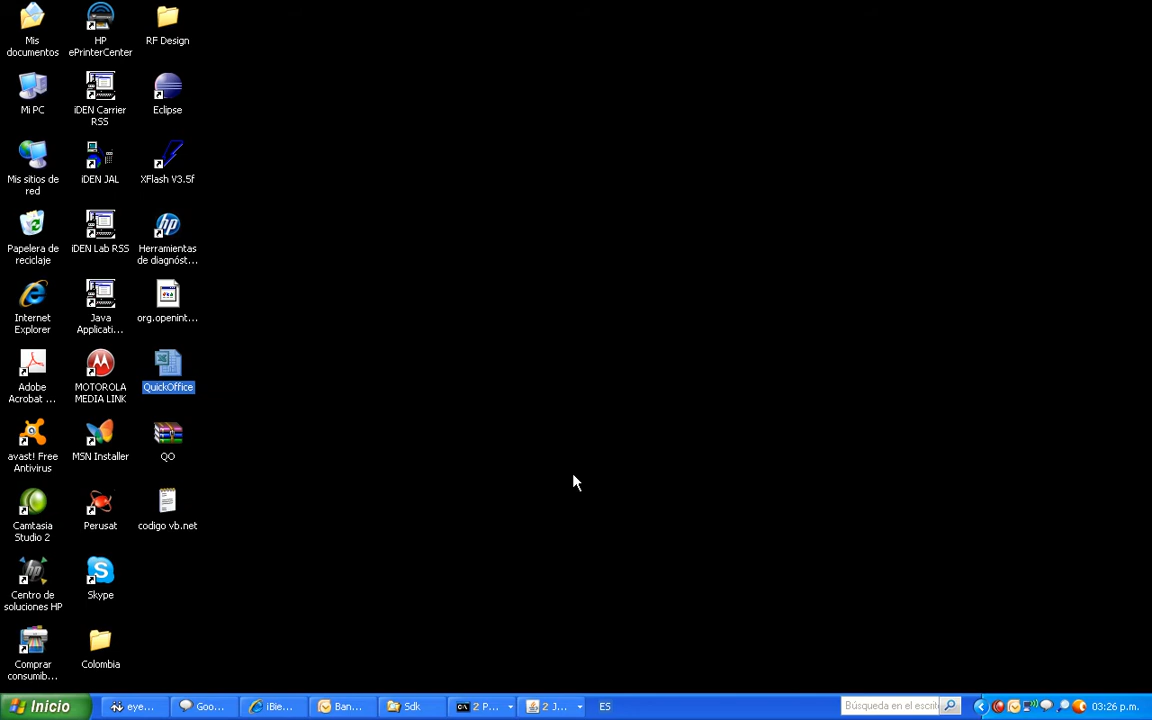 Mis
documentos
HP
ePrinterCenter
RF Design
Mi PC
iDEN Carrier
RSS
Eclipse
Mis sitios de
red
iDEN JAL
XFlash V3.5f
Papelera de
reciclaje
iDEN Lab RSS
hp
Herramientas
de diagnóst...
Internet
Explorer
Java
Applicati...
org.openint...
Adobe
Acrobat ...
MOTOROLA
MEDIA LINK
QuickOffice
avast! Free
Antivirus
MSN Installer
QO
Camtasia
Studio 2
Perusat
codigo vb.net
Centro de
soluciones HP
Skype
Comprar
consumib...
Colombia
Inicio
eye...
Goo...
iBie...
Ban...
Sdk
2 P...
2 J...
ES
Búsqueda en el escrito
03:26 p.m.